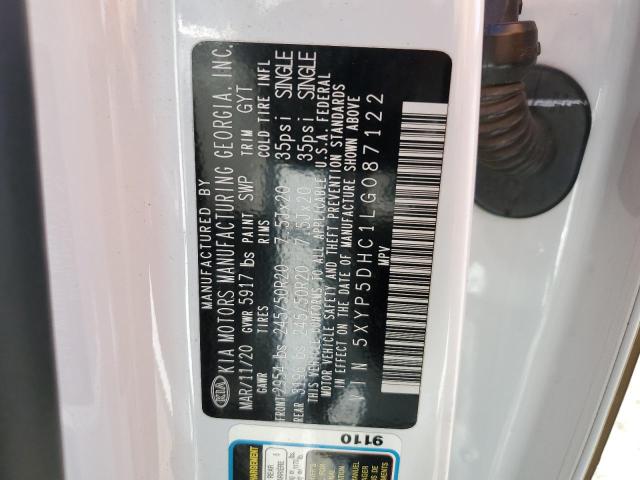 MANUFACTURED BY
KIA KIA MOTORS MANUFACTURING GEORGIA, INC.
MAR/11/20 GVWR 5917 lbs PAINT SWP TRIM GYT
GAWR TIRES RIMS COLD TIRE INFL
FRONT 2954 lbs 245/50R20 7.5Jx20 35psi SINGLE
REAR 3196 lbs 245/50R20 7.5Jx20 35psi SINGLE
THIS VEHICLE CONFORMS TO ALL APPLICABLE U.S.A. FEDERAL
MOTOR VEHICLE SAFETY AND THEFT PREVENTION STANDARDS
IN EFFECT ON THE DATE OF MANUFACTURE SHOWN ABOVE
VIN 5XYP5DHC1LG087122
MPV
9110
REAR